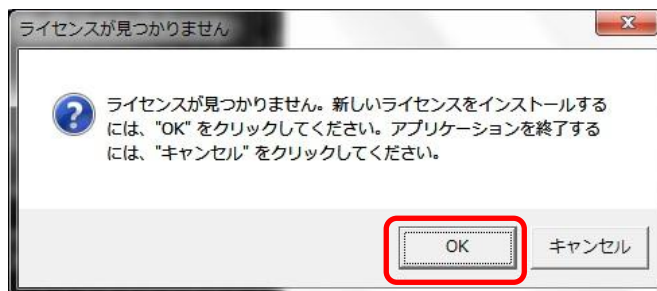 ライセンスが見つかりません
ライセンスが見つかりません。新しいライセンスをインストールする
には、"OK" をクリックしてください。アプリケーションを終了する
には、"キャンセル" をクリックしてください。
OK
キャンセル